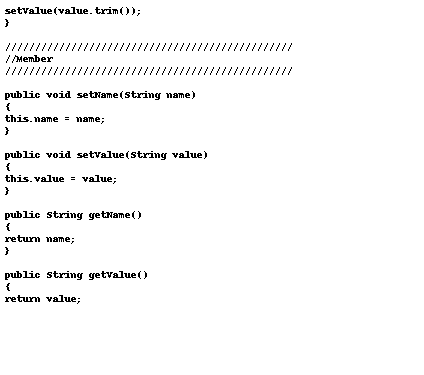 setValue(value.trim());
}
////////////////////////////////////////////////
//Member
////////////////////////////////////////////////
public void setName(String name)
{
this.name = name;
}
public void setValue(String value)
{
this.value = value;
}
public String getName()
{
return name;
}
public String getValue()
{
return value;